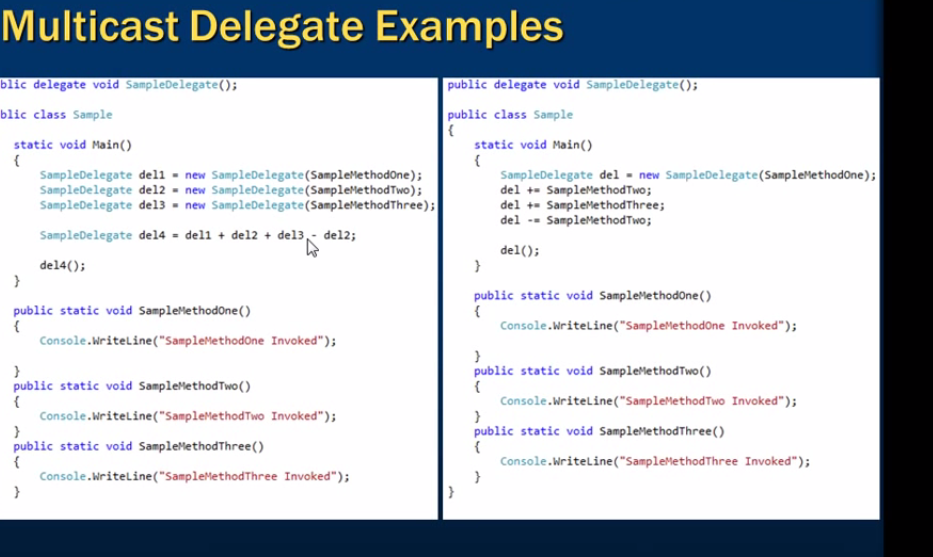 Multicast Delegate Examples
blic delegate void SampleDelegate();
blic class Sample
static void Main()
{
SampleDelegate del1 = new SampleDelegate(SampleMethodOne);
SampleDelegate del2 = new SampleDelegate(SampleMethodTwo);
SampleDelegate del3 = new SampleDelegate(SampleMethodThree);
SampleDelegate del4 = del1 + del2 + del3 - del2;
del4();
}
public static void SampleMethodOne()
{
Console.WriteLine("SampleMethodOne Invoked");
}
public static void SampleMethodTwo()
{
Console.WriteLine("SampleMethodTwo Invoked");
}
public static void SampleMethodThree()
{
Console.WriteLine("SampleMethodThree Invoked");
}
public delegate void SampleDelegate();
public class Sample
{
static void Main()
{
SampleDelegate del = new SampleDelegate(SampleMethodOne);
del += SampleMethodTwo;
del += SampleMethodThree;
del -= SampleMethodTwo;
del();
}
public static void SampleMethodOne()
{
Console.WriteLine("SampleMethodOne Invoked");
}
public static void SampleMethodTwo()
{
Console.WriteLine("SampleMethodTwo Invoked");
}
public static void SampleMethodThree()
{
Console.WriteLine("SampleMethodThree Invoked");
}
}